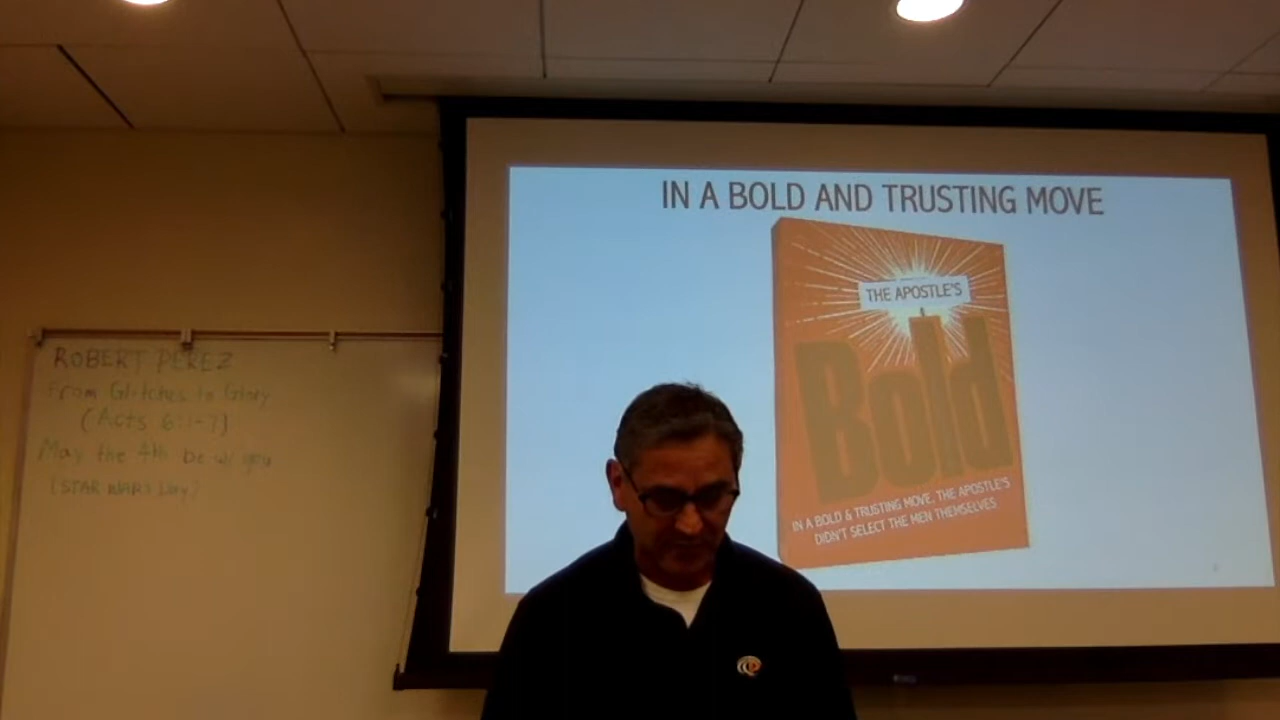 IN A BOLD AND TRUSTING MOVE
THE APOSTLE'S
Bold
IN A BOLD & TRUSTING MOVE, THE APOSTLE'S
DIDN'T SELECT THE MEN THEMSELVES
ROBERT PEREZ
From Glitches to Glory
(Acts 6:1-7)
May the 4th be w/ you
(STAR WARS Day)